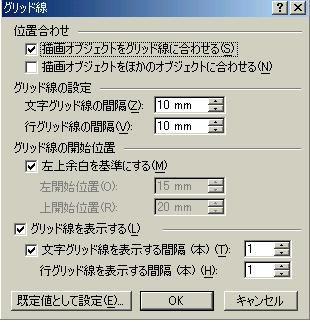 グリッド線
位置合わせ
描画オブジェクトをグリッド線に合わせる(S)
描画オブジェクトをほかのオブジェクトに合わせる(N)
グリッド線の設定
文字グリッド線の間隔(Z): 10 mm
行グリッド線の間隔(V): 10 mm
グリッド線の開始位置
左上余白を基準にする(M)
左開始位置(O): 15 mm
上開始位置(R): 20 mm
グリッド線を表示する(L)
文字グリッド線を表示する間隔 (本) (T): 1
行グリッド線を表示する間隔 (本) (H): 1
既定値として設定(E)... OK キャンセル